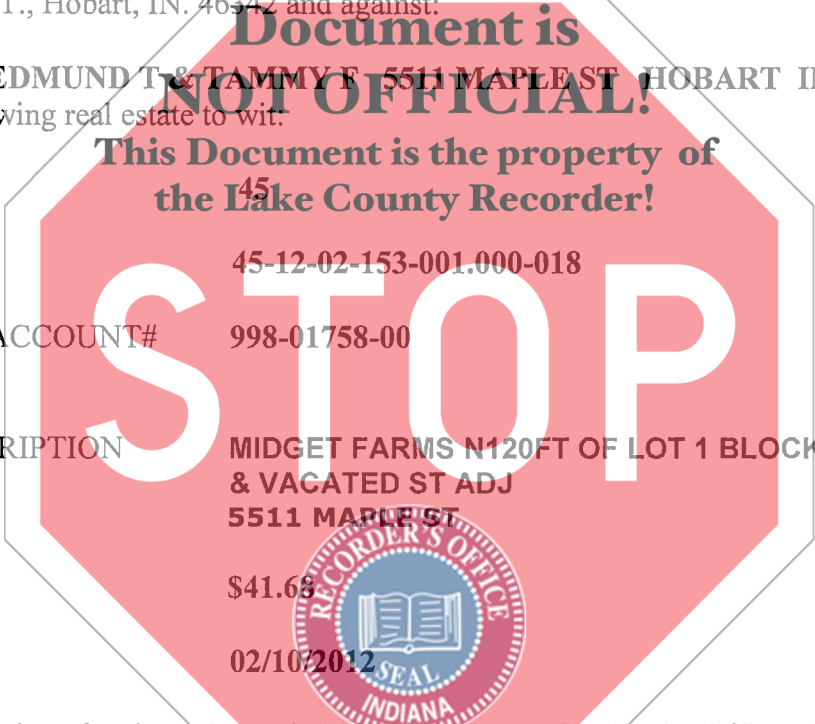 T., Hobart, IN. 46342 and against:
Document is
EDMUND T & TAMMY F 5511 MAPLE ST HOBART I
NOT OFFICIAL!
wing real estate to wit:
This Document is the property of
45
the Lake County Recorder!
45-12-02-153-001.000-018
STOP
ACCOUNT# 998-01758-00
RIPTION MIDGET FARMS N120FT OF LOT 1 BLOCK
& VACATED ST ADJ
5511 MAPLE ST
RECORDER'S OFFICE
$41.68
02/10/2012
SEAL
INDIANA